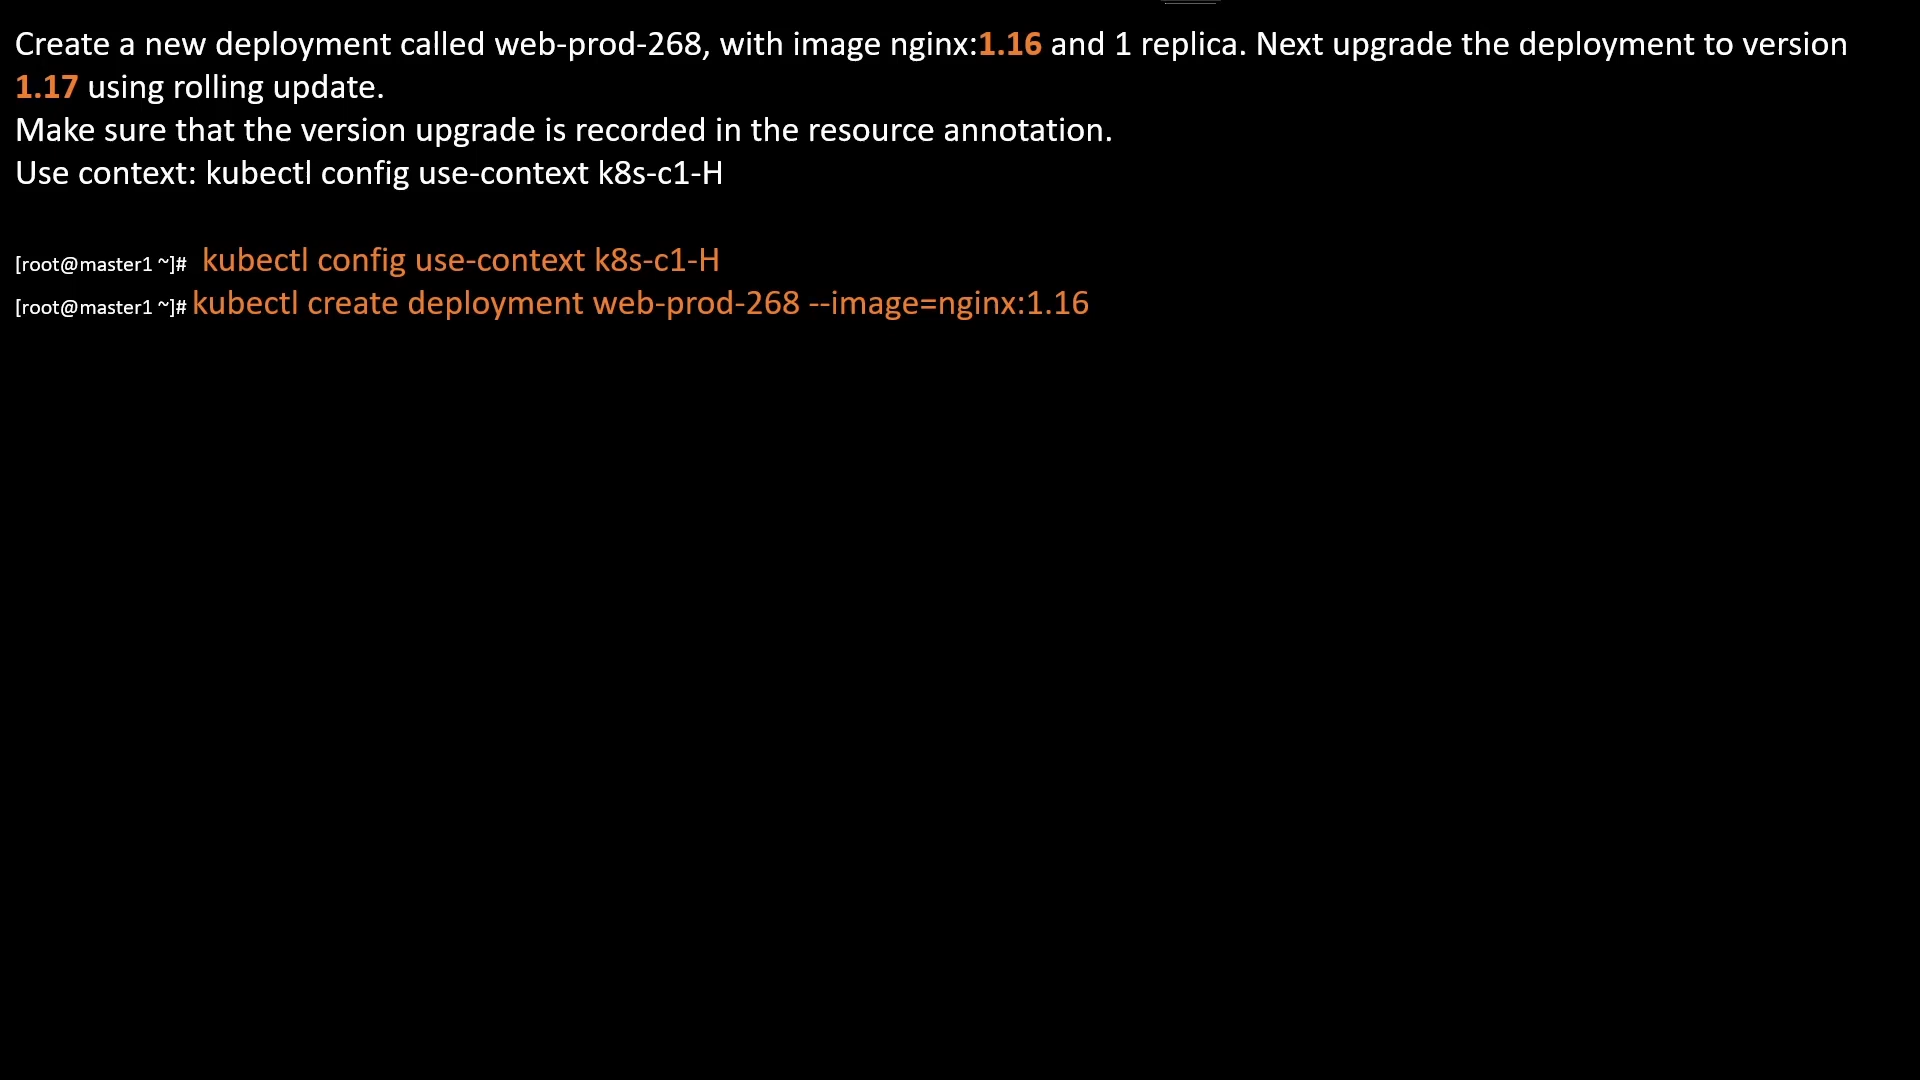 Create a new deployment called web-prod-268, with image nginx:1.16 and 1 replica. Next upgrade the deployment to version
1.17 using rolling update.
Make sure that the version upgrade is recorded in the resource annotation.
Use context: kubectl config use-context k8s-c1-H
[root@master1 ~]# kubectl config use-context k8s-c1-H
[root@master1 ~]# kubectl create deployment web-prod-268 --image=nginx:1.16